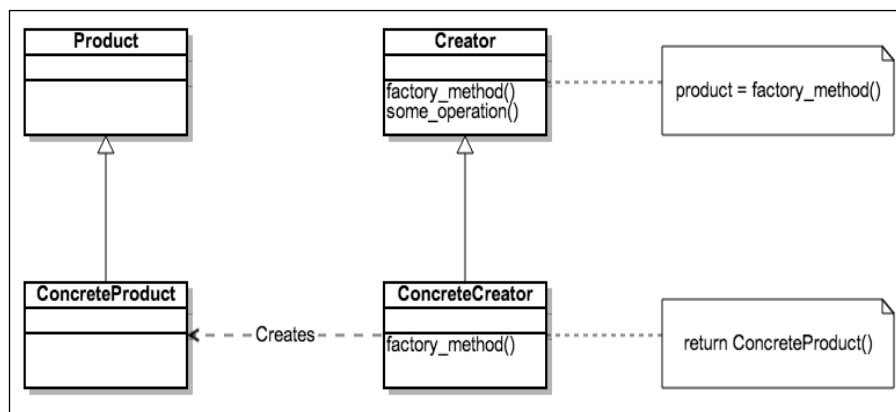 Product
Creator
factory_method()
some_operation()
product = factory_method()
ConcreteProduct
ConcreteCreator
Creates
factory_method()
return ConcreteProduct()